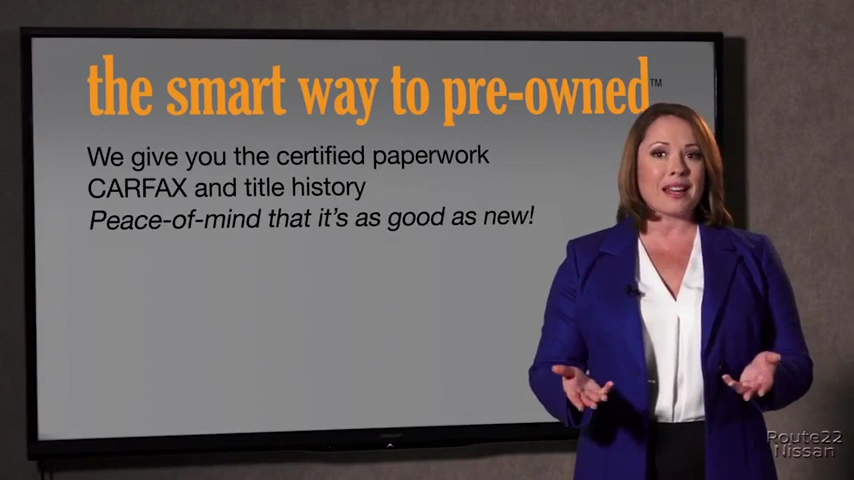 the smart way to pre-owned™
We give you the certified paperwork
CARFAX and title history
Peace-of-mind that it's as good as new!
Route22
Nissan